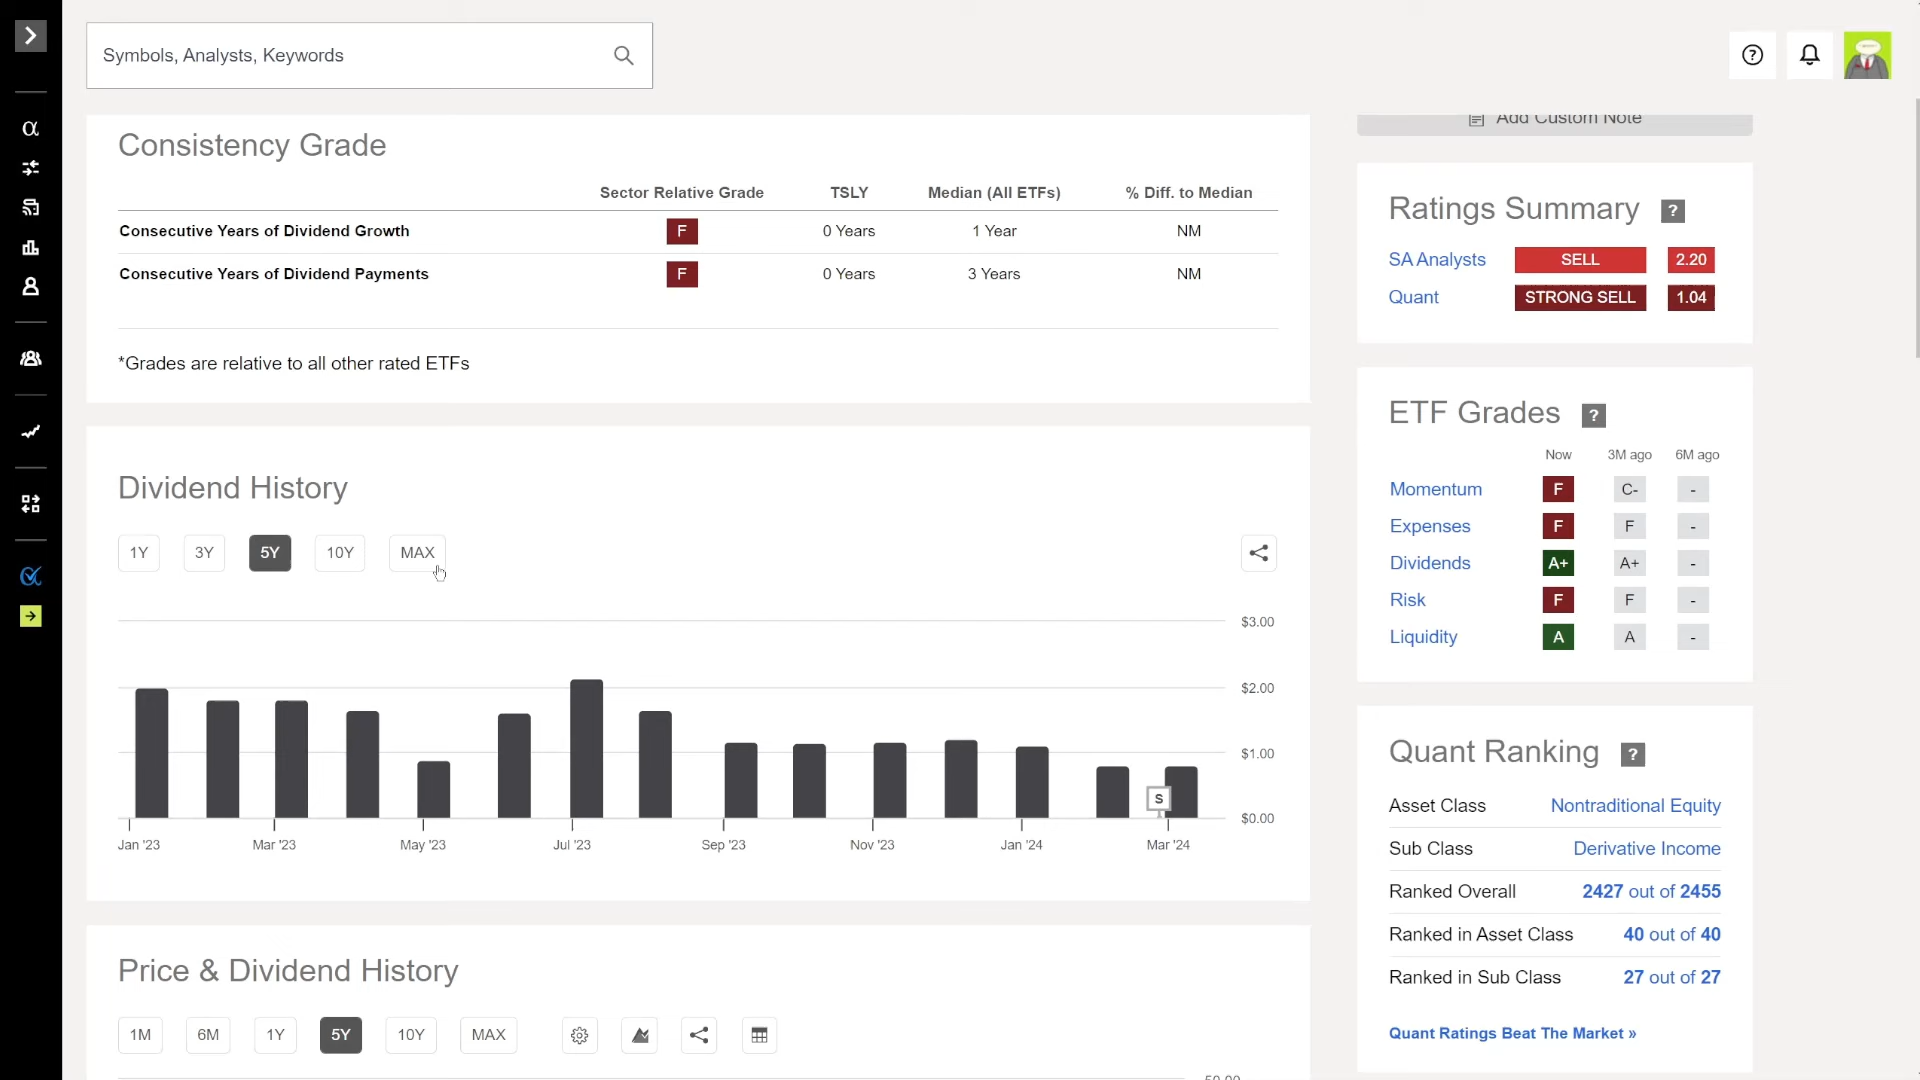 Symbols, Analysts, Keywords
Add Custom Note
Consistency Grade
Sector Relative Grade TSLY Median (All ETFs) % Diff. to Median
Consecutive Years of Dividend Growth F 0 Years 1 Year NM
Consecutive Years of Dividend Payments F 0 Years 3 Years NM
*Grades are relative to all other rated ETFs
Dividend History
1Y 3Y 5Y 10Y MAX
$3.00
$2.00
$1.00
$0.00
S
Jan '23 Mar '23 May '23 Jul '23 Sep '23 Nov '23 Jan '24 Mar '24
Price & Dividend History
1M 6M 1Y 5Y 10Y MAX
50.00
Ratings Summary ?
SA Analysts SELL 2.20
Quant STRONG SELL 1.04
ETF Grades ?
Now 3M ago 6M ago
Momentum F C- -
Expenses F F -
Dividends A+ A+ -
Risk F F -
Liquidity A A -
Quant Ranking ?
Asset Class Nontraditional Equity
Sub Class Derivative Income
Ranked Overall 2427 out of 2455
Ranked in Asset Class 40 out of 40
Ranked in Sub Class 27 out of 27
Quant Ratings Beat The Market »